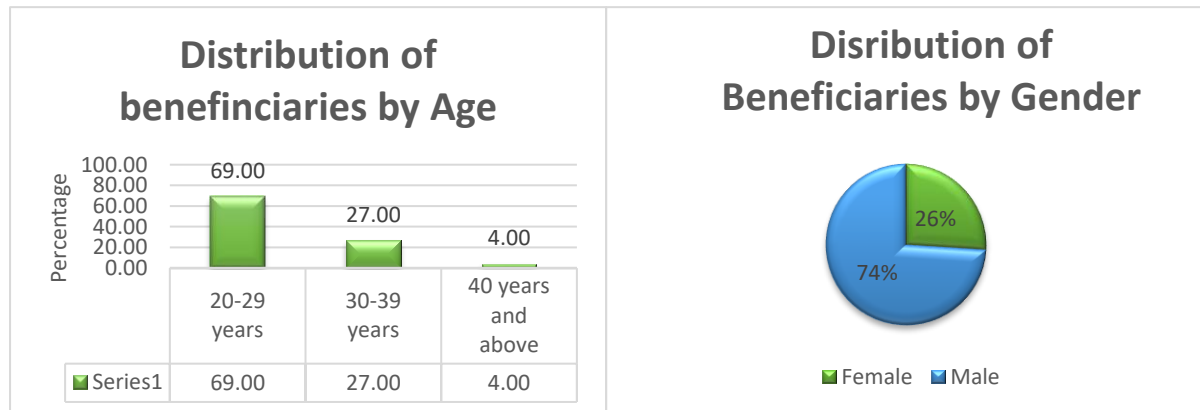 Distribution of
benefinciaries by Age
Percentage
100.00
80.00
60.00
40.00
20.00
0.00
69.00
27.00
4.00
20-29
years
30-39
years
40 years
and
above
Series1 69.00 27.00 4.00
Disribution of
Beneficiaries by Gender
26%
74%
Female Male